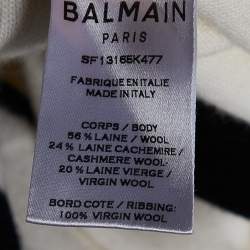 BALMAIN
PARIS
SF13165K477
FABRIQUE EN ITALIE
MADE IN ITALY
CORPS / BODY
56 % LAINE / WOOL
24 % LAINE CACHEMIRE /
CASHMERE WOOL
20 % LAINE VIERGE /
VIRGIN WOOL
BORD COTE / RIBBING:
100% VIRGIN WOOL